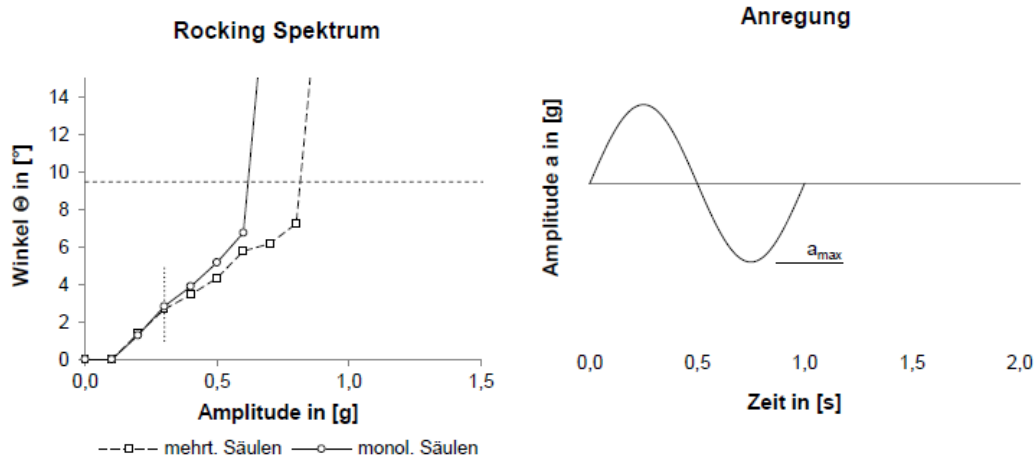 Rocking Spektrum
Winkel Θ in [°]
14
12
10
8
6
4
2
0
0,0 0,5 1,0 1,5
Amplitude in [g]
mehrt. Säulen monol. Säulen
Anregung
Amplitude a in [g]
amax
0,0 0,5 1,0 1,5 2,0
Zeit in [s]